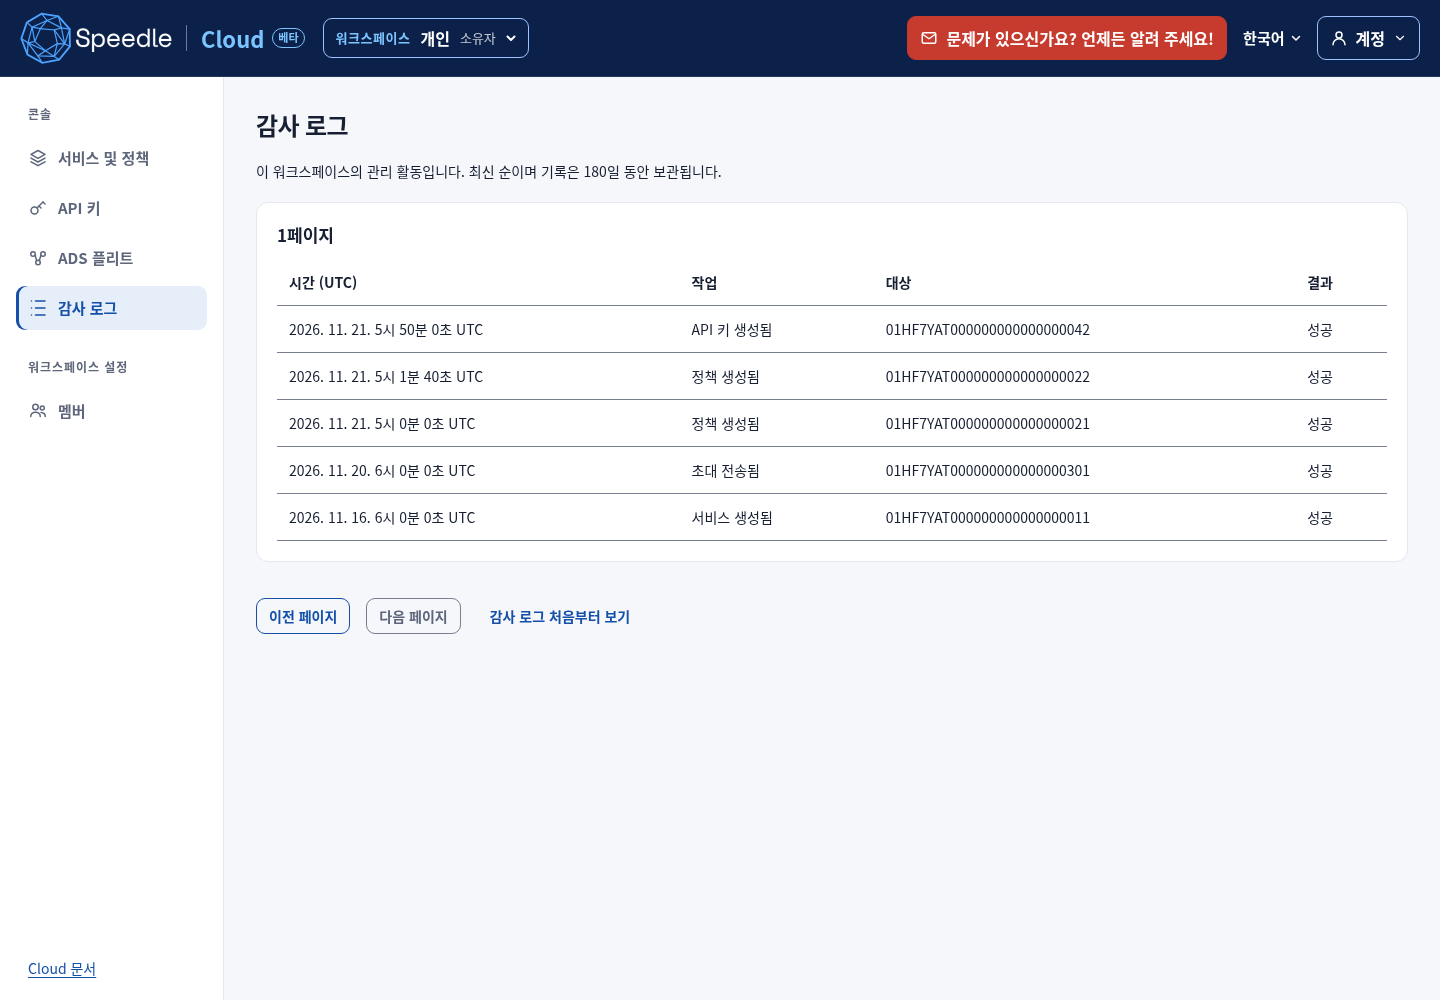 Speedle Cloud 베타 워크스페이스 개인 소유자 문제가 있으신가요? 언제든 알려 주세요! 한국어 계정
콘솔
서비스 및 정책
API 키
ADS 플리트
감사 로그
워크스페이스 설정
멤버
Cloud 문서
감사 로그
이 워크스페이스의 관리 활동입니다. 최신 순이며 기록은 180일 동안 보관됩니다.
1페이지
시간 (UTC) 작업 대상 결과
2026. 11. 21. 5시 50분 0초 UTC API 키 생성됨 01HF7YAT000000000000000042 성공
2026. 11. 21. 5시 1분 40초 UTC 정책 생성됨 01HF7YAT000000000000000022 성공
2026. 11. 21. 5시 0분 0초 UTC 정책 생성됨 01HF7YAT000000000000000021 성공
2026. 11. 20. 6시 0분 0초 UTC 초대 전송됨 01HF7YAT000000000000000301 성공
2026. 11. 16. 6시 0분 0초 UTC 서비스 생성됨 01HF7YAT000000000000000011 성공
이전 페이지 다음 페이지 감사 로그 처음부터 보기